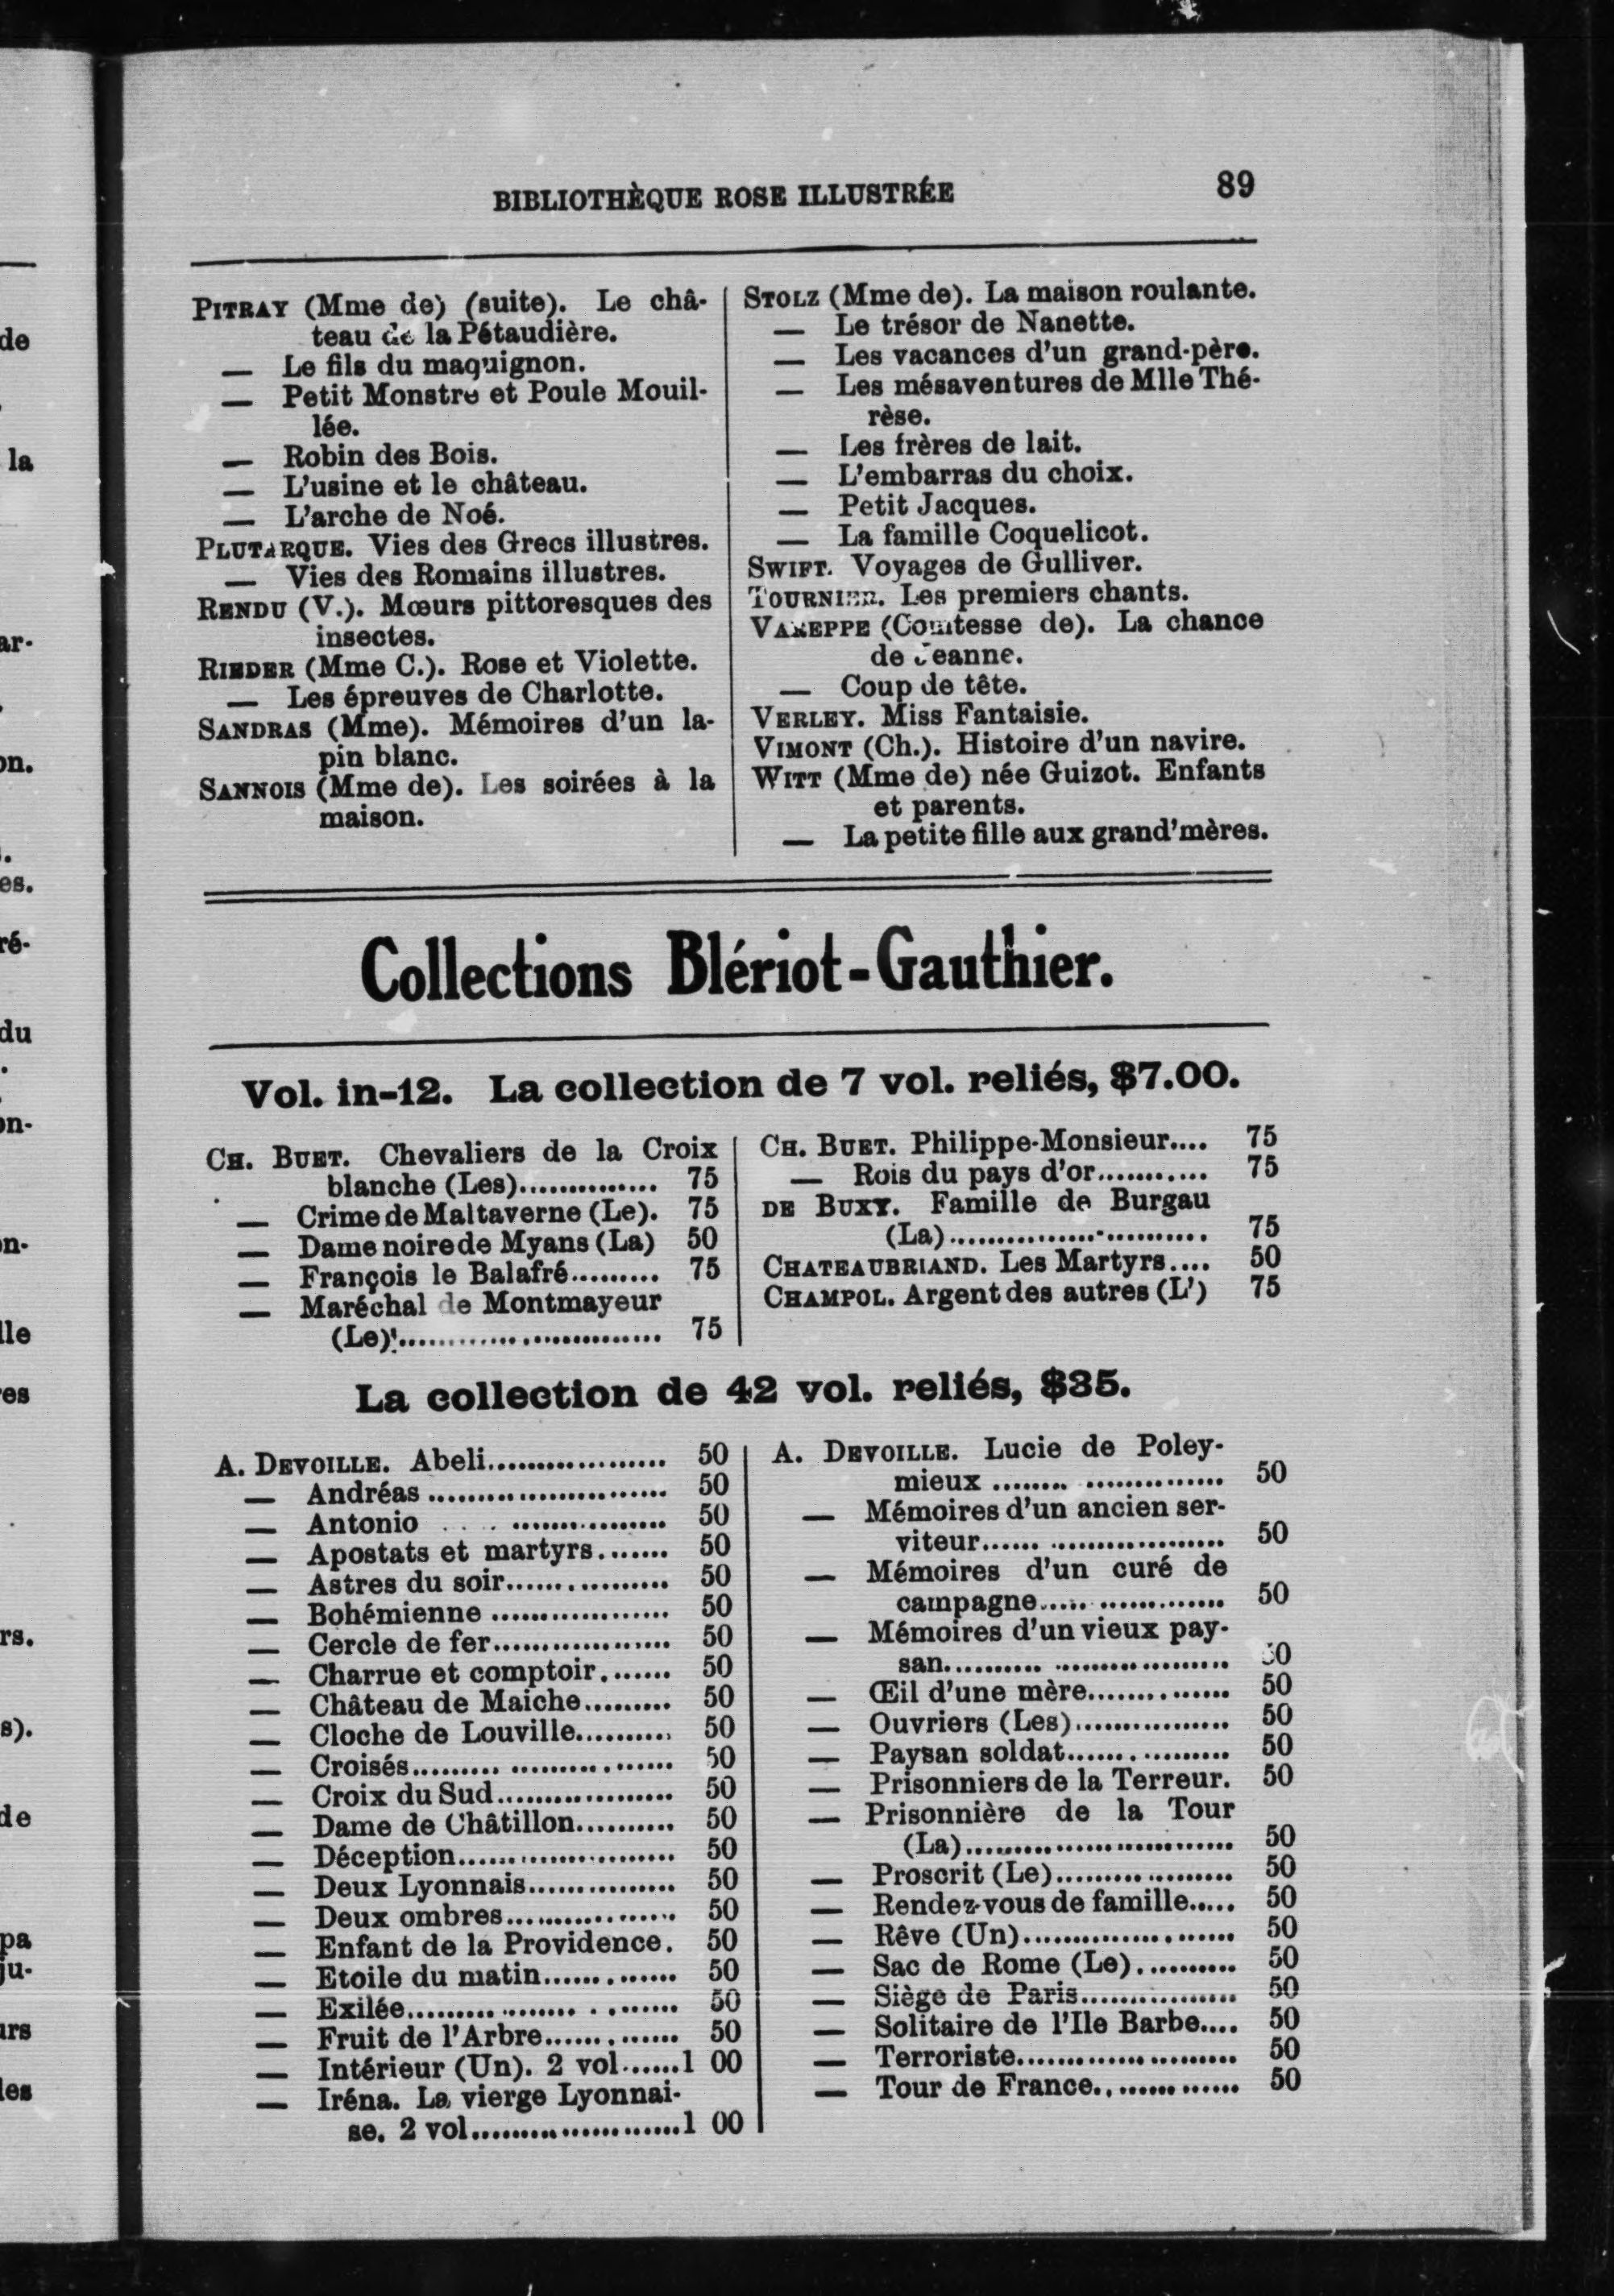 BIBLIOTHÈQUE ROSE ILLUSTRÉE 89
PITRAY (Mme de) (suite). Le châ-
teau de la Pétaudière.
— Le fils du maquignon.
— Petit Monstre et Poule Mouil-
lée.
— Robin des Bois.
— L'usine et le château.
— L'arche de Noé.
PLUTARQUE. Vies des Grecs illustres.
— Vies des Romains illustres.
RENDU (V.). Mœurs pittoresques des
insectes.
RIEDER (Mme C.). Rose et Violette.
— Les épreuves de Charlotte.
SANDRAS (Mme). Mémoires d'un la-
pin blanc.
SANNOIS (Mme de). Les soirées à la
maison.
STOLZ (Mme de). La maison roulante.
— Le trésor de Nanette.
— Les vacances d'un grand-père.
— Les mésaventures de Mlle Thé-
rèse.
— Les frères de lait.
— L'embarras du choix.
— Petit Jacques.
— La famille Coquelicot.
SWIFT. Voyages de Gulliver.
TOURNIER. Les premiers chants.
VAREPPE (Comtesse de). La chance
de Jeanne.
— Coup de tête.
VERLEY. Miss Fantaisie.
VIMONT (Ch.). Histoire d'un navire.
WITT (Mme de) née Guizot. Enfants
et parents.
— La petite fille aux grand'mères.
Collections Blériot-Gauthier.
Vol. in-12. La collection de 7 vol. reliés, $7.00.
CH. BUET. Chevaliers de la Croix
blanche (Les)............... 75
— Crime de Maltaverne (Le). 75
— Dame noire de Myans (La) 50
— François le Balafré......... 75
— Maréchal de Montmayeur
(Le)............................ 75
CH. BUET. Philippe-Monsieur.... 75
— Rois du pays d'or........... 75
DE BUXY. Famille de Burgau
(La)............................ 75
CHATEAUBRIAND. Les Martyrs.... 50
CHAMPOL. Argent des autres (L') 75
La collection de 42 vol. reliés, $35.
A. DEVOILLE. Abeli................... 50
— Andréas ........................ 50
— Antonio .................... 50
— Apostats et martyrs........ 50
— Astres du soir................. 50
— Bohémienne ................... 50
— Cercle de fer................... 50
— Charrue et comptoir........ 50
— Château de Maiche.......... 50
— Cloche de Louville........... 50
— Croisés.......................... 50
— Croix du Sud................... 50
— Dame de Châtillon........... 50
— Déception....................... 50
— Deux Lyonnais................ 50
— Deux ombres.................. 50
— Enfant de la Providence. 50
— Etoile du matin.............. 50
— Exilée........................... 50
— Fruit de l'Arbre.............. 50
— Intérieur (Un). 2 vol.......1 00
— Iréna. La vierge Lyonnai-
se. 2 vol.......................1 00
A. DEVOILLE. Lucie de Poley-
mieux ........................ 50
— Mémoires d'un ancien ser-
viteur......................... 50
— Mémoires d'un curé de
campagne.................... 50
— Mémoires d'un vieux pay-
san............................. 50
— Œil d'une mère............... 50
— Ouvriers (Les)................. 50
— Paysan soldat................. 50
— Prisonniers de la Terreur. 50
— Prisonnière de la Tour
(La)............................. 50
— Proscrit (Le)................... 50
— Rendez-vous de famille..... 50
— Rêve (Un)....................... 50
— Sac de Rome (Le)........... 50
— Siège de Paris................. 50
— Solitaire de l'Ile Barbe.... 50
— Terroriste....................... 50
— Tour de France.............. 50